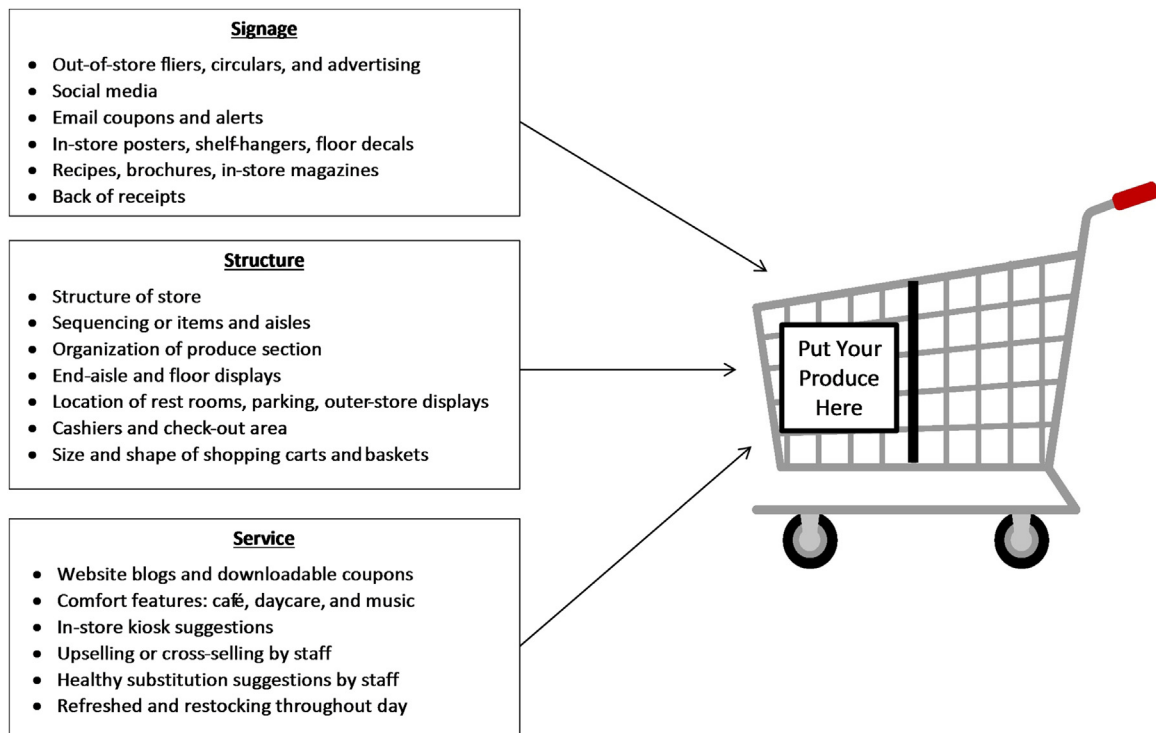 Signage
• Out-of-store fliers, circulars, and advertising
• Social media
• Email coupons and alerts
• In-store posters, shelf-hangers, floor decals
• Recipes, brochures, in-store magazines
• Back of receipts
Structure
• Structure of store
• Sequencing or items and aisles
• Organization of produce section
• End-aisle and floor displays
• Location of rest rooms, parking, outer-store displays
• Cashiers and check-out area
• Size and shape of shopping carts and baskets
Service
• Website blogs and downloadable coupons
• Comfort features: café, daycare, and music
• In-store kiosk suggestions
• Upselling or cross-selling by staff
• Healthy substitution suggestions by staff
• Refreshed and restocking throughout day
Put Your
Produce
Here